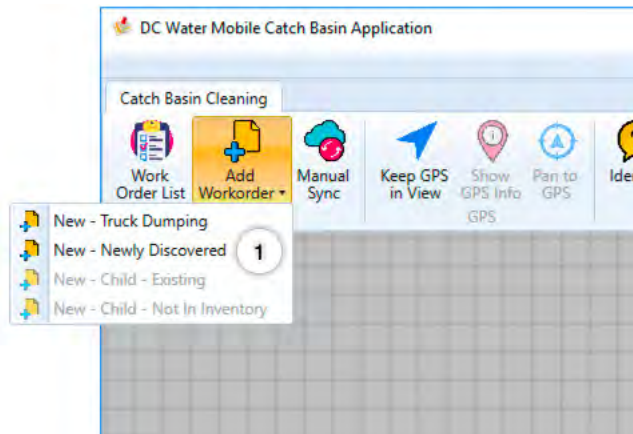 DC Water Mobile Catch Basin Application
Catch Basin Cleaning
Work
Order List
Add
Workorder
Manual
Sync
Keep GPS
in View
Show
GPS Info
Pan to
GPS
GPS
New - Truck Dumping
New - Newly Discovered
1
New - Child - Existing
New - Child - Not In Inventory